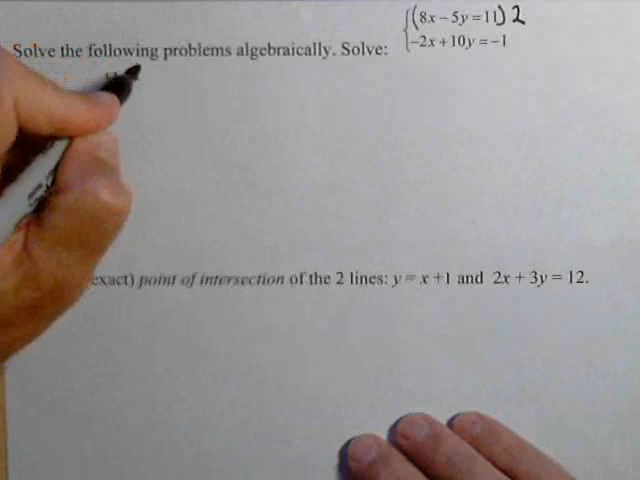 Solve the following problems algebraically. Solve: { (8x − 5y = 11) 2
−2x + 10y = −1
exact) point of intersection of the 2 lines: y = x + 1 and 2x + 3y = 12.